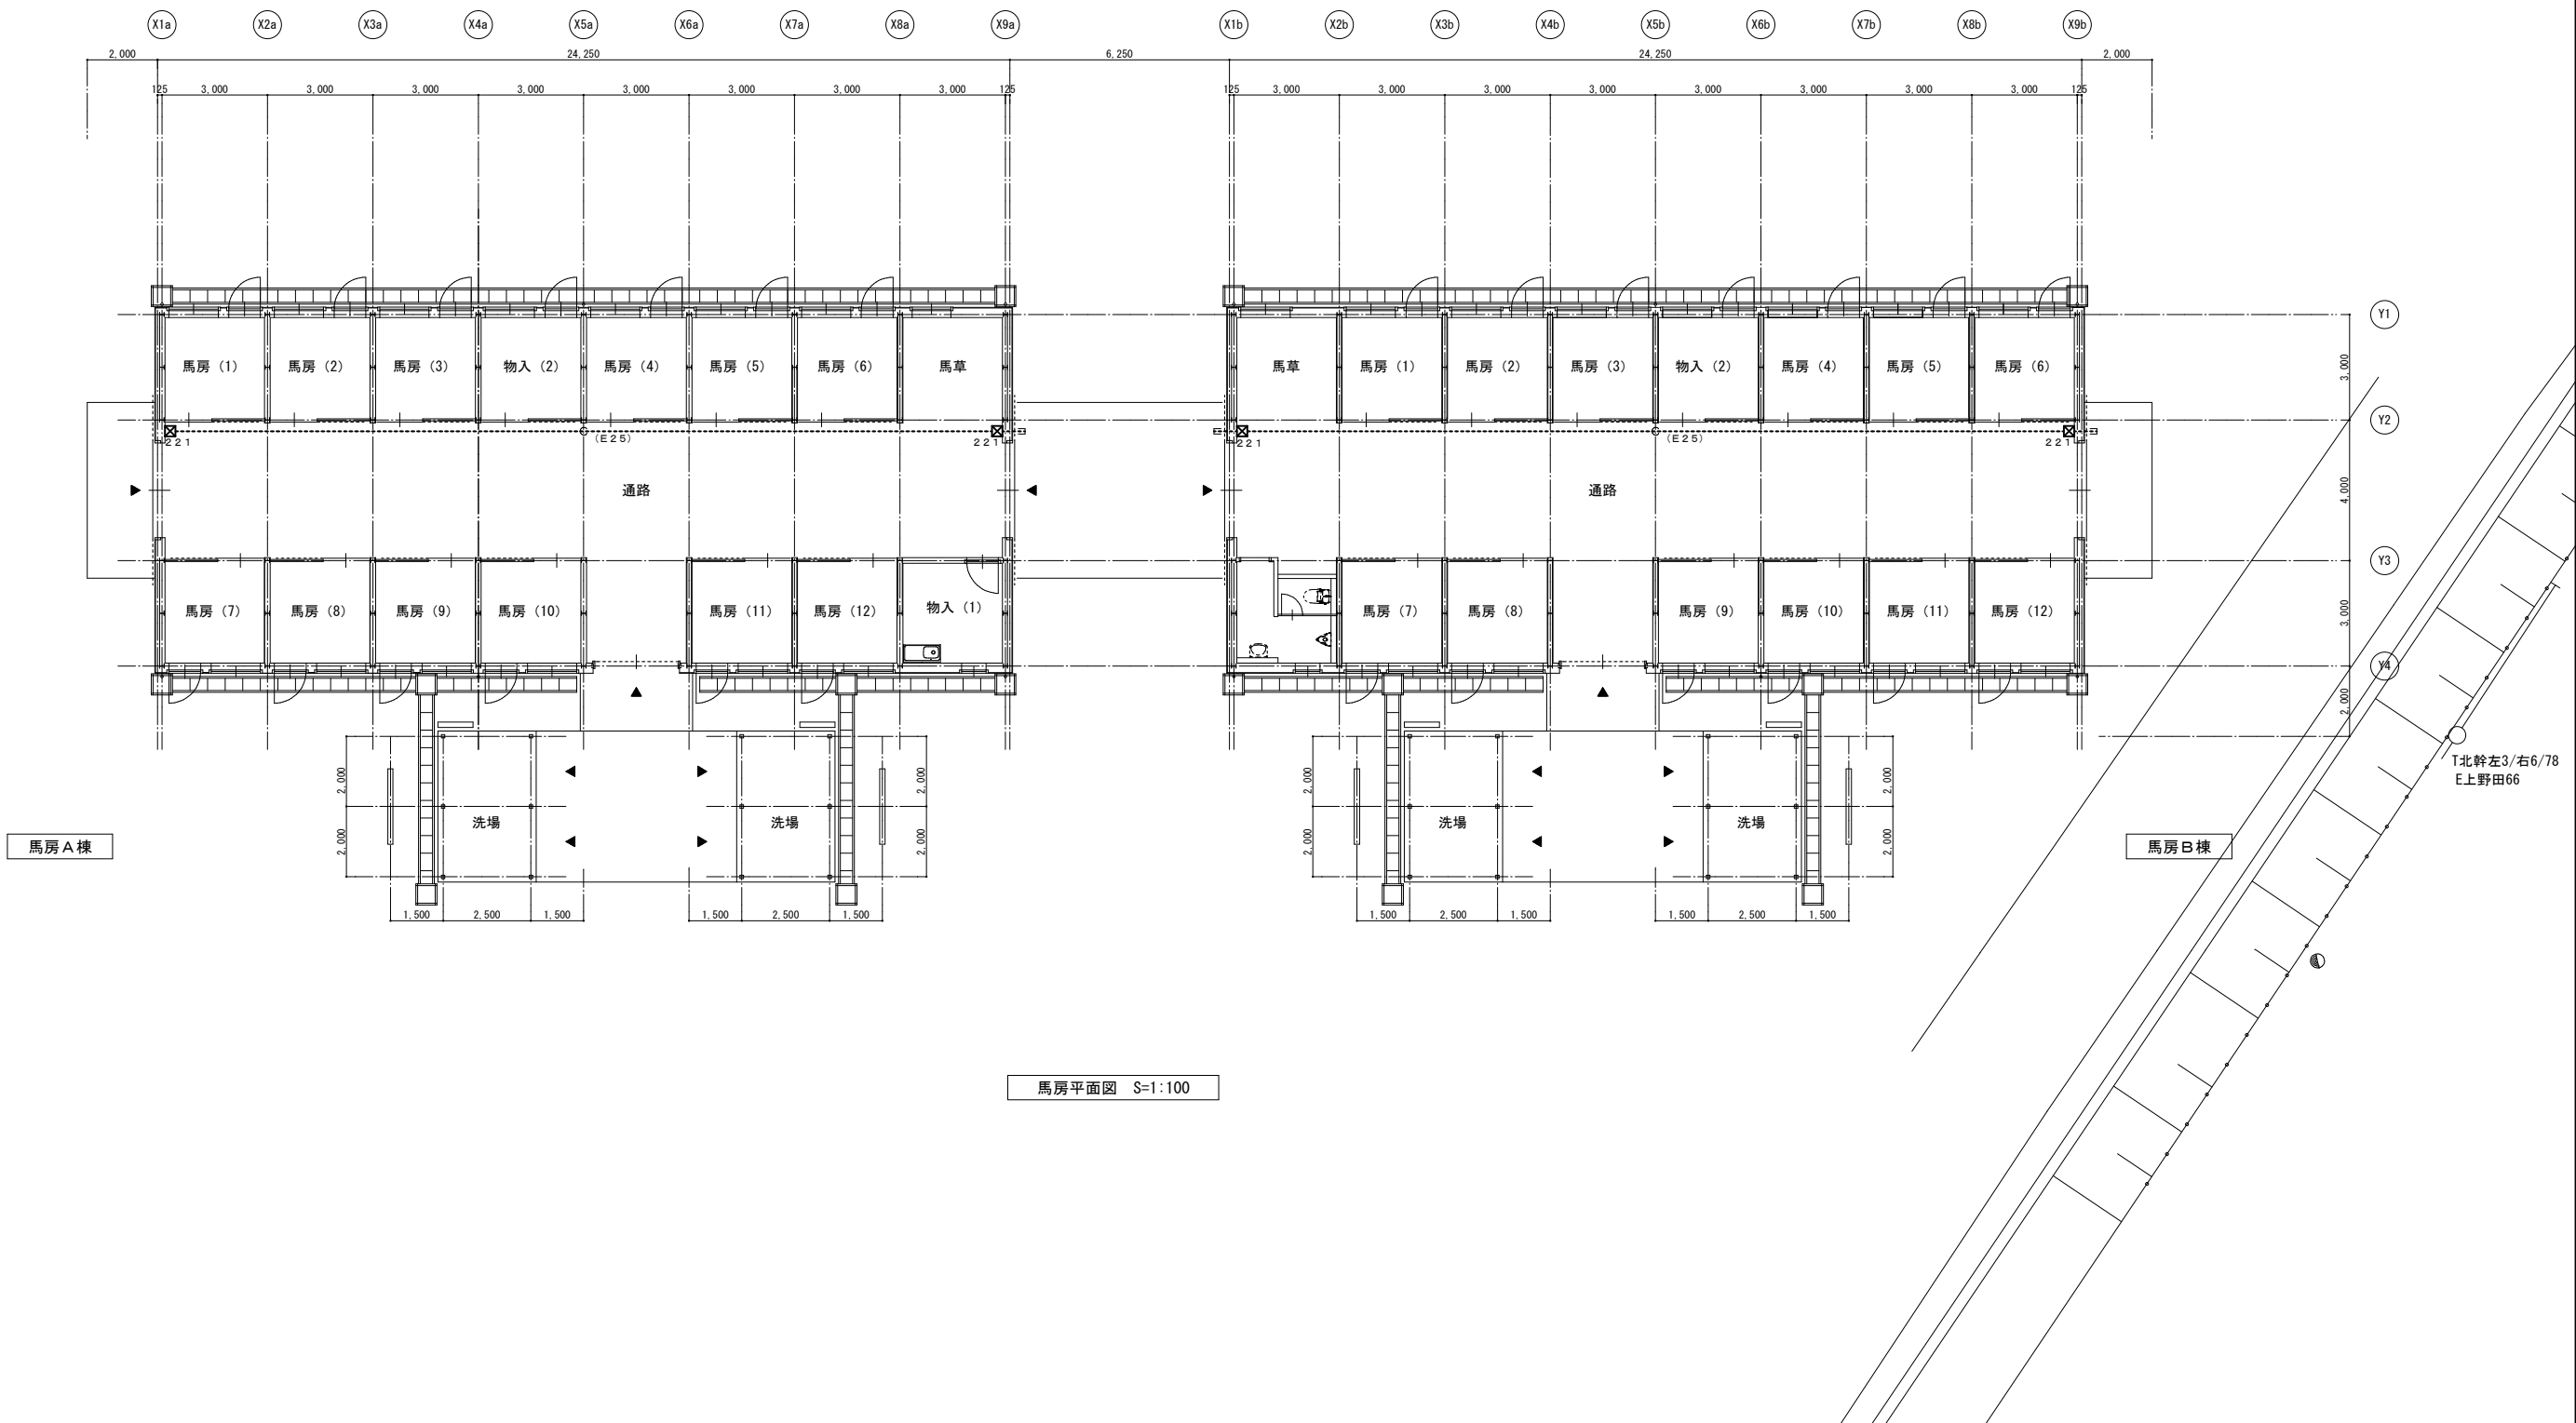 X1a X2a X3a X4a X5a X6a X7a X8a X9a X1b X2b X3b X4b X5b X6b X7b X8b X9b
2,000 24,250 6,250 24,250 2,000
125 3,000 3,000 3,000 3,000 3,000 3,000 3,000 3,000 125 125 3,000 3,000 3,000 3,000 3,000 3,000 3,000 3,000 125
Y1
馬房（1） 馬房（2） 馬房（3） 物入（2） 馬房（4） 馬房（5） 馬房（6） 馬草 馬草 馬房（1） 馬房（2） 馬房（3） 物入（2） 馬房（4） 馬房（5） 馬房（6） 3,000
Y2
221 （E25） 221 221 （E25） 221
通路 通路 4,000
Y3
馬房（7） 馬房（8） 馬房（9） 馬房（10） 馬房（11） 馬房（12） 物入（1） 馬房（7） 馬房（8） 馬房（9） 馬房（10） 馬房（11） 馬房（12） 3,000
Y4
2,000
T北幹左3/右6/78
E上野田66
2,000 2,000 2,000 2,000
洗場 洗場 洗場 洗場
2,000 2,000 2,000 2,000
馬房A棟 馬房B棟
1,500 2,500 1,500 1,500 2,500 1,500 1,500 2,500 1,500 1,500 2,500 1,500
馬房平面図 S=1:100